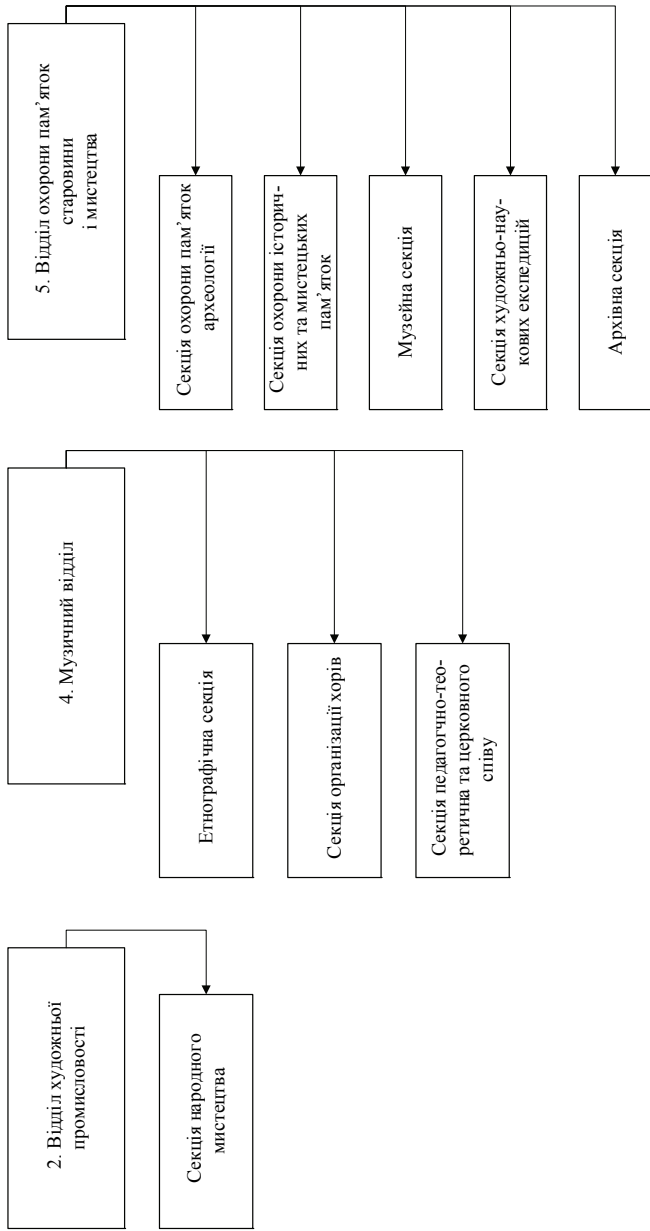 2. Відділ художньої
промисловості
Секція народного
мистецтва
4. Музичний відділ
Етнографічна секція
Секція організації хорів
Секція педагогчно-тео-
ретична та церковного
співу
5. Відділ охорони пам’яток
старовини
і мистецтва
Секція охорони пам’яток
археології
Секція охорони історич-
них та мистецьких
пам’яток
Музейна секція
Секція художньо-нау-
кових експедицій
Архівна секція